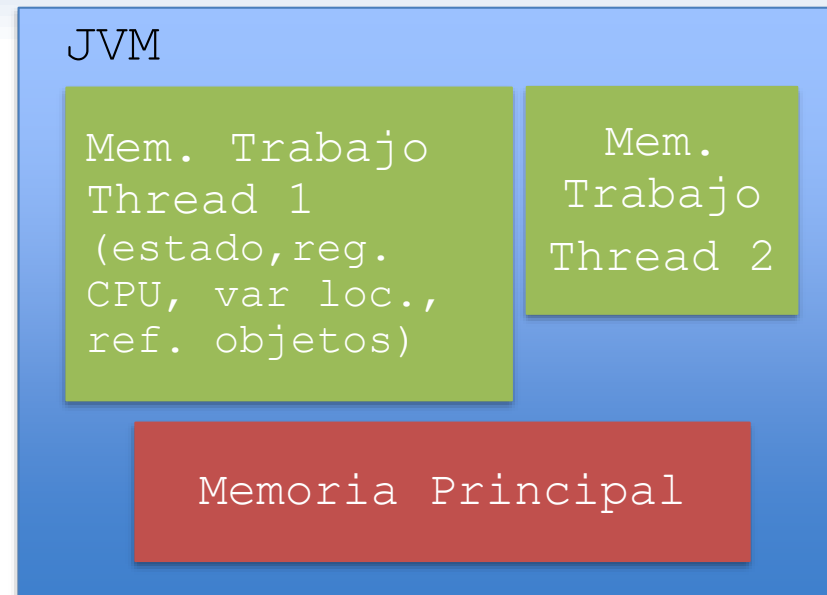 JVM
Mem. Trabajo
Thread 1
(estado,reg.
CPU, var loc.,
ref. objetos)
Mem.
Trabajo
Thread 2
Memoria Principal